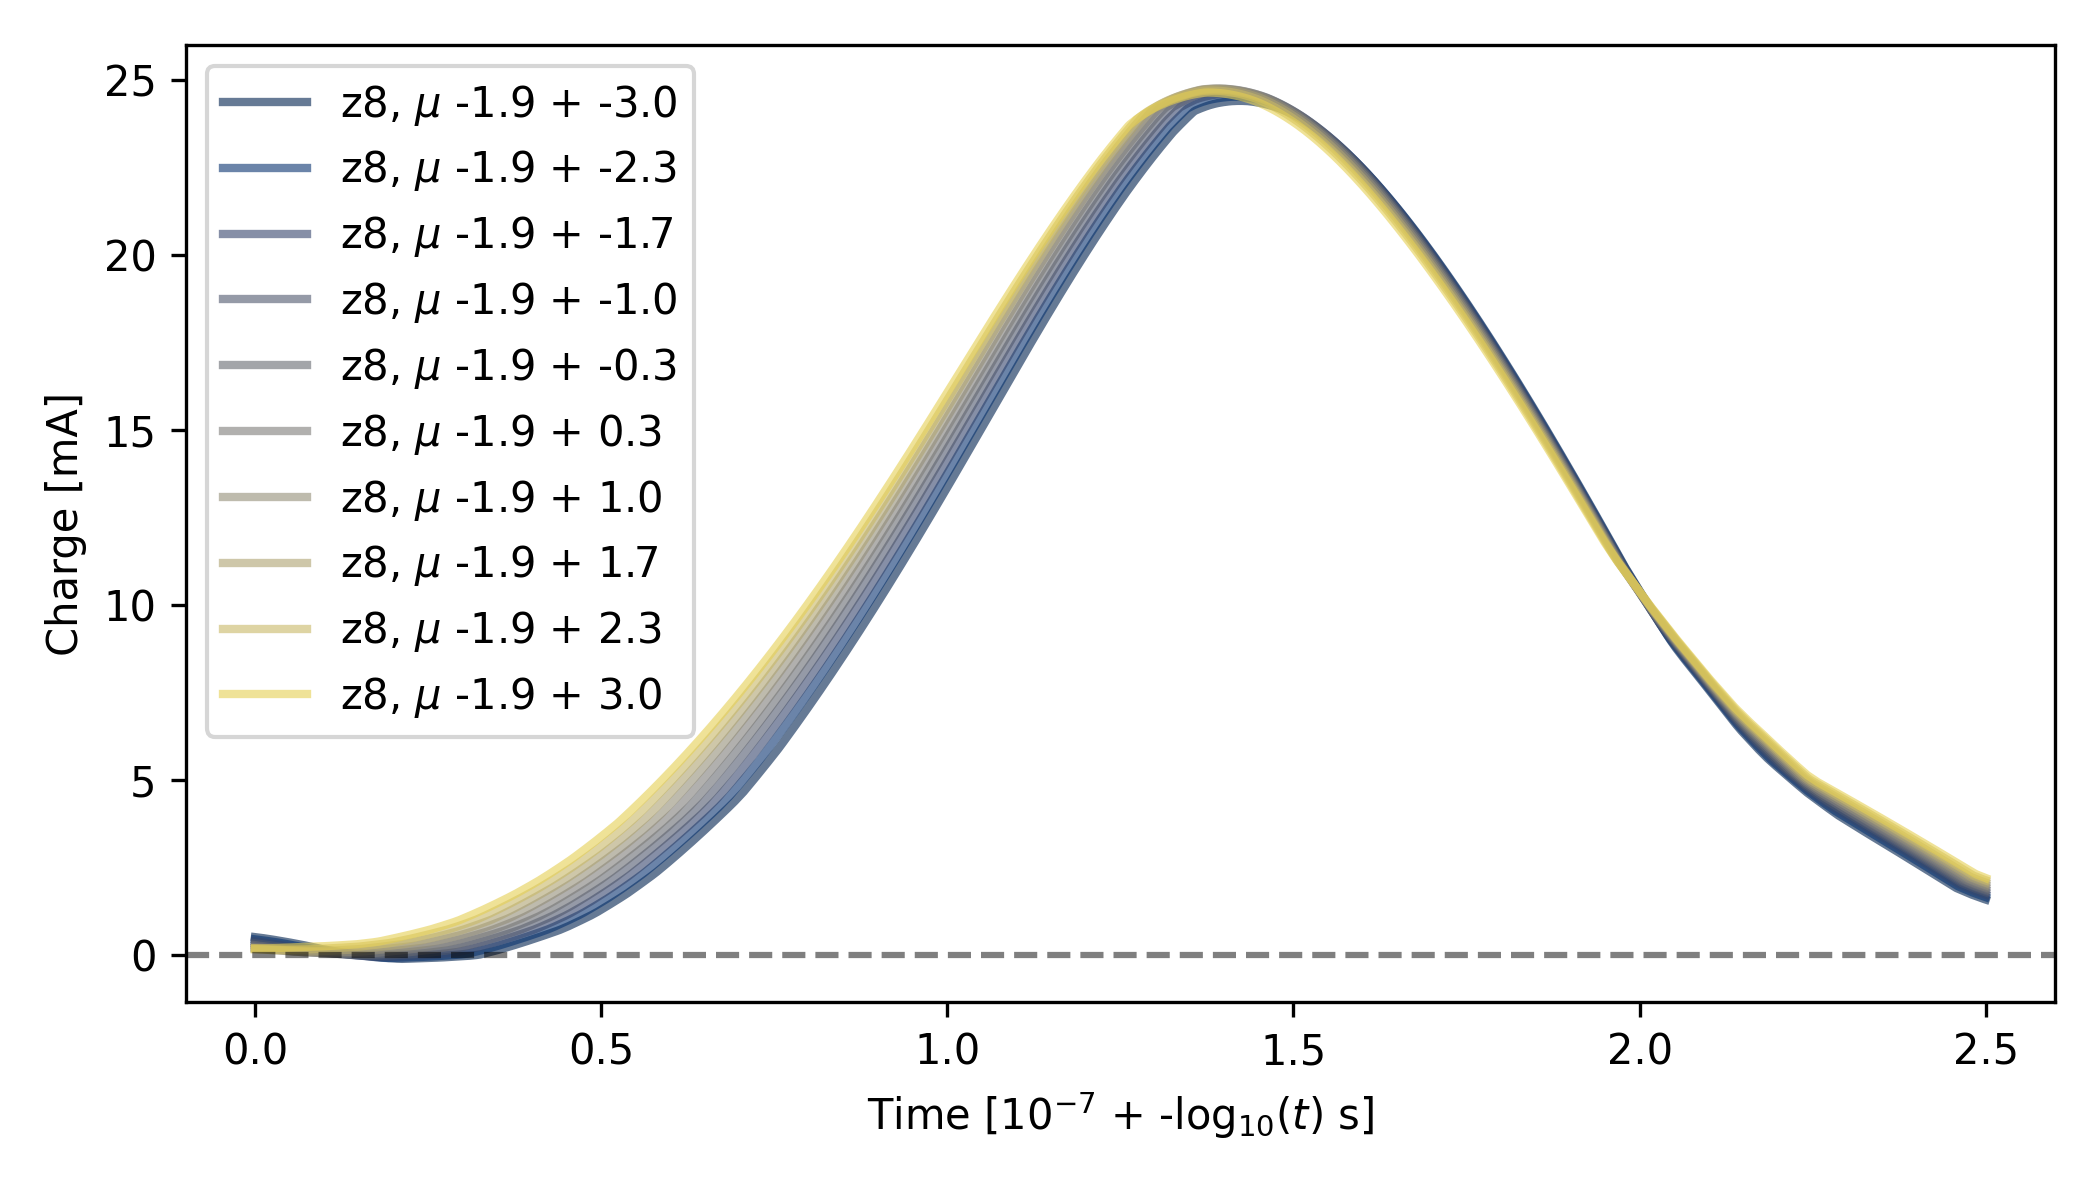 25
20
15
10
5
0
Charge [mA]
z8, μ -1.9 + -3.0
z8, μ -1.9 + -2.3
z8, μ -1.9 + -1.7
z8, μ -1.9 + -1.0
z8, μ -1.9 + -0.3
z8, μ -1.9 + 0.3
z8, μ -1.9 + 1.0
z8, μ -1.9 + 1.7
z8, μ -1.9 + 2.3
z8, μ -1.9 + 3.0
0.0 0.5 1.0 1.5 2.0 2.5
Time [10⁻⁷ + -log₁₀(t) s]